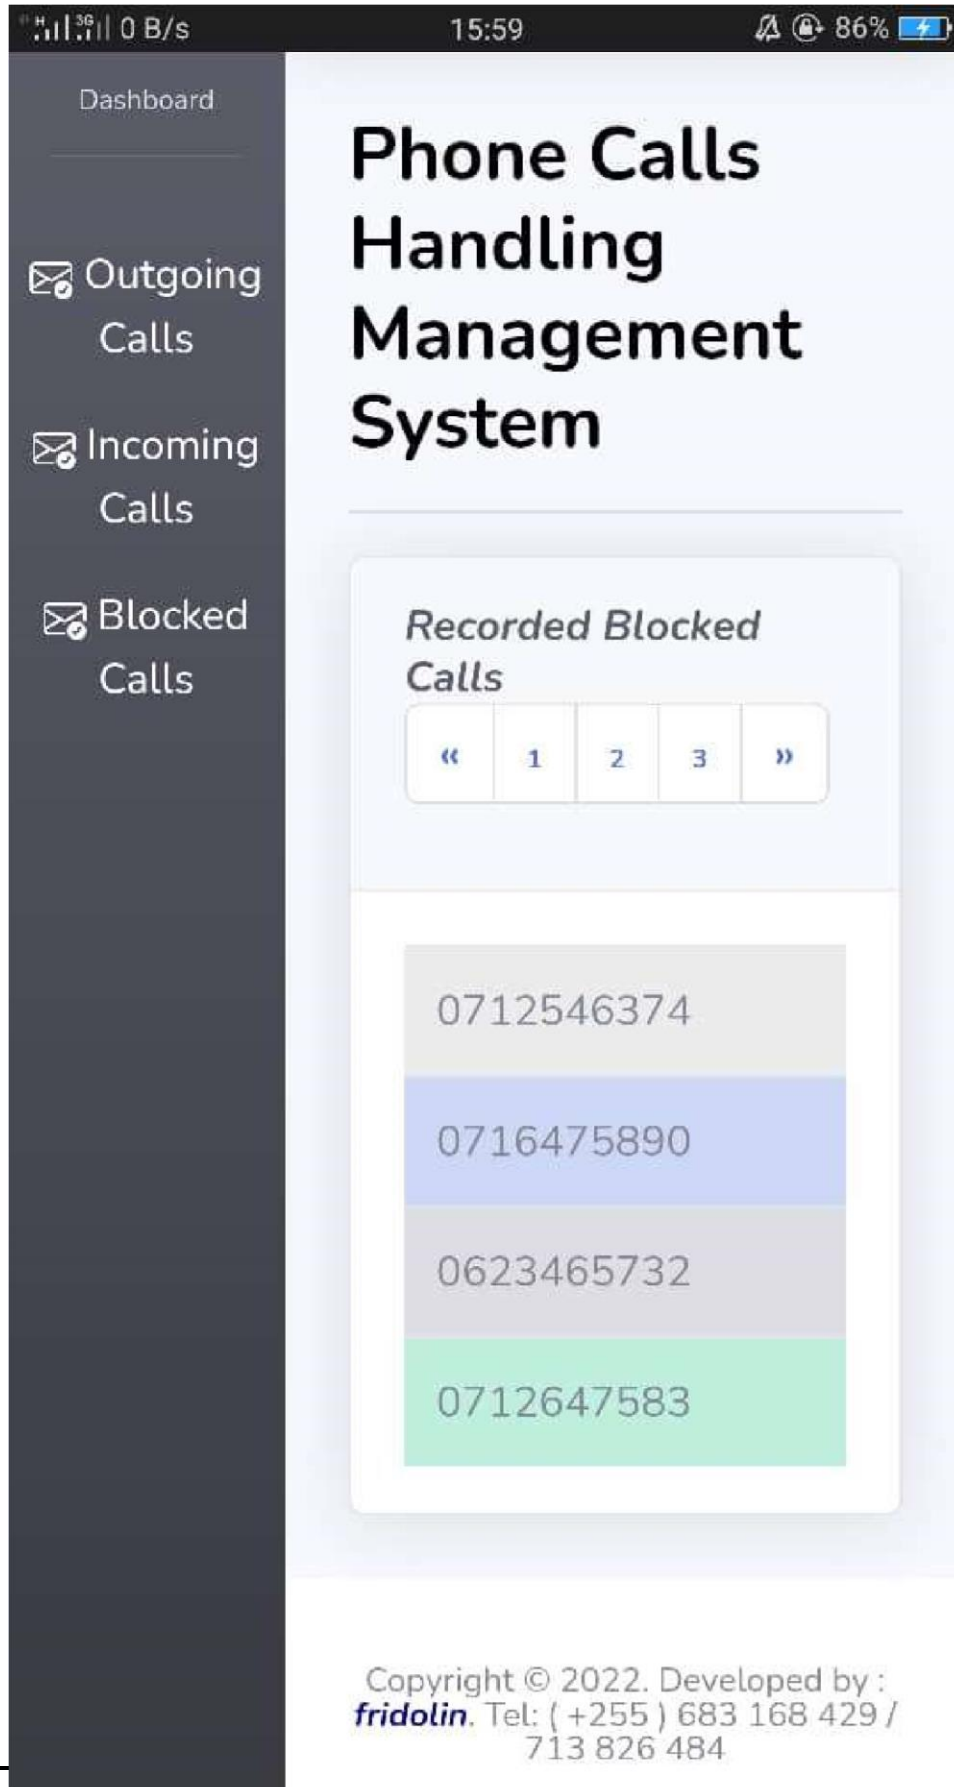 H 3G 0 B/s 15:59 86%
Dashboard
Outgoing
Calls
Incoming
Calls
Blocked
Calls
Phone Calls
Handling
Management
System
Recorded Blocked
Calls
« 1 2 3 »
0712546374
0716475890
0623465732
0712647583
Copyright © 2022. Developed by :
fridolin. Tel: ( +255 ) 683 168 429 /
713 826 484